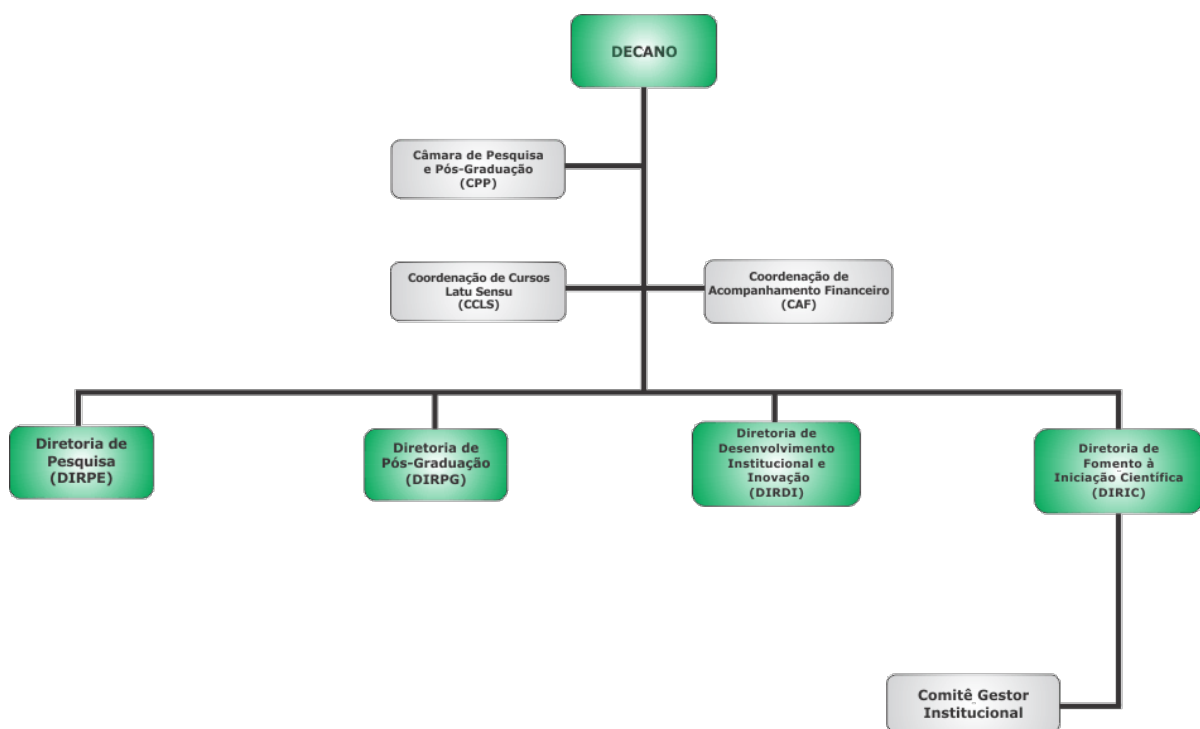 DECANO
Câmara de Pesquisa
e Pós-Graduação
(CPP)
Coordenação de Cursos
Latu Sensu
(CCLS)
Coordenação de
Acompanhamento Financeiro
(CAF)
Diretoria de
Pesquisa
(DIRPE)
Diretoria de
Pós-Graduação
(DIRPG)
Diretoria de
Desenvolvimento
Institucional e
Inovação
(DIRDI)
Diretoria de
Fomento à
Iniciação Científica
(DIRIC)
Comitê Gestor
Institucional